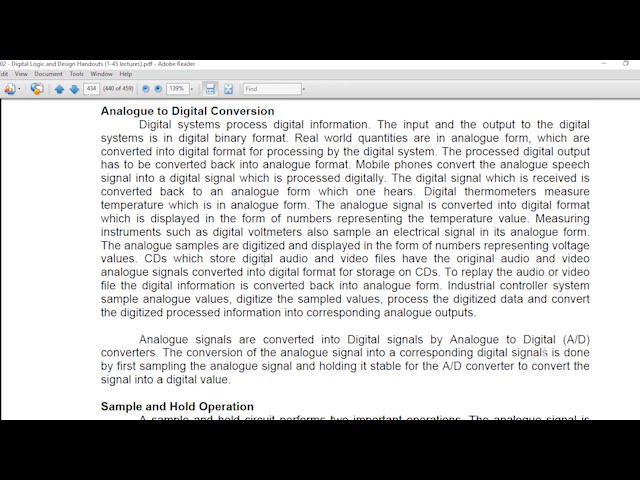 02 - Digital Logic and Design Handouts (1-45 lectures).pdf - Adobe Reader
Edit View Document Tools Window Help
434 (440 of 459) 139% Find
Analogue to Digital Conversion
Digital systems process digital information. The input and the output to the digital
systems is in digital binary format. Real world quantities are in analogue form, which are
converted into digital format for processing by the digital system. The processed digital output
has to be converted back into analogue format. Mobile phones convert the analogue speech
signal into a digital signal which is processed digitally. The digital signal which is received is
converted back to an analogue form which one hears. Digital thermometers measure
temperature which is in analogue form. The analogue signal is converted into digital format
which is displayed in the form of numbers representing the temperature value. Measuring
instruments such as digital voltmeters also sample an electrical signal in its analogue form.
The analogue samples are digitized and displayed in the form of numbers representing voltage
values. CDs which store digital audio and video files have the original audio and video
analogue signals converted into digital format for storage on CDs. To replay the audio or video
file the digital information is converted back into analogue form. Industrial controller system
sample analogue values, digitize the sampled values, process the digitized data and convert
the digitized processed information into corresponding analogue outputs.
Analogue signals are converted into Digital signals by Analogue to Digital (A/D)
converters. The conversion of the analogue signal into a corresponding digital signals is done
by first sampling the analogue signal and holding it stable for the A/D converter to convert the
signal into a digital value.
Sample and Hold Operation
A sample and hold circuit performs two important operations. The analogue signal is